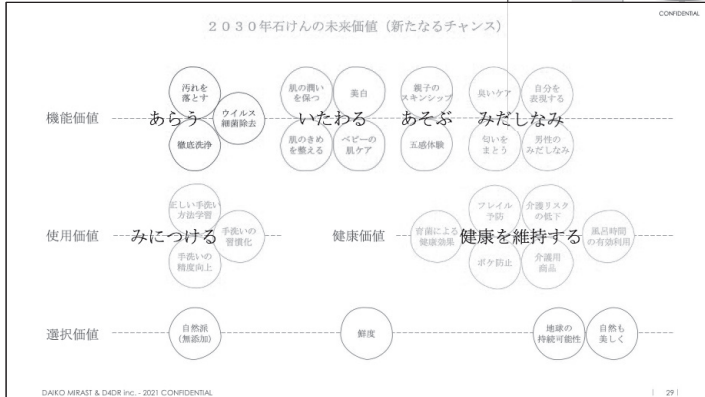 CONFIDENTIAL
2030年石けんの未来価値（新たなるチャンス）
機能価値
あらう
汚れを
落とす
ウイルス
細菌除去
徹底洗浄
いたわる
肌の潤い
を保つ
美白
肌のきめ
を整える
ベビーの
肌ケア
あそぶ
親子の
スキンシップ
五感体験
みだしなみ
臭いケア
自分を
表現する
匂いを
まとう
男性の
みだしなみ
使用価値
みにつける
正しい手洗い
方法学習
手洗いの
習慣化
手洗いの
精度向上
健康価値
健康を維持する
育菌による
健康効果
フレイル
予防
介護リスク
の低下
ボケ防止
介護用
商品
風呂時間
の有効利用
選択価値
自然派
（無添加）
鮮度
地球の
持続可能性
自然も
美しく
DAIKO MIRAST & D4DR inc. - 2021 CONFIDENTIAL
| 29 |